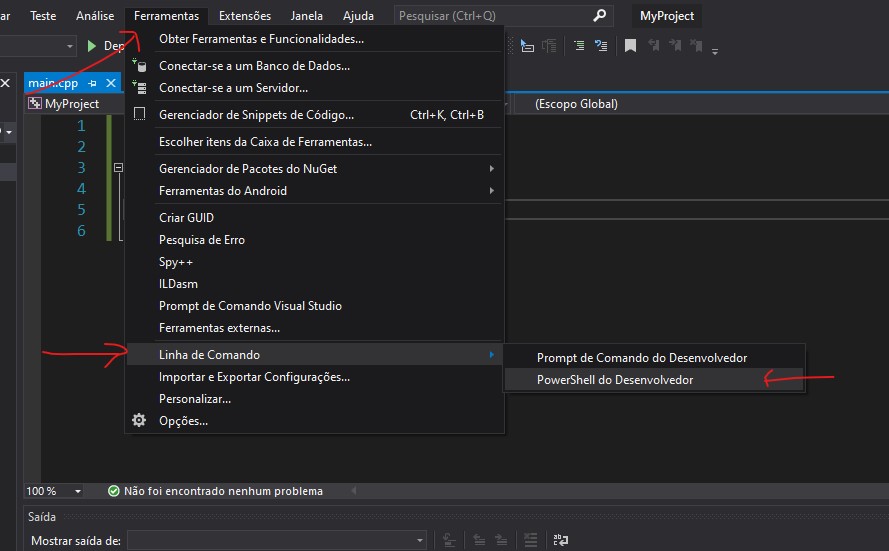 ar Teste Análise Ferramentas Extensões Janela Ajuda Pesquisar (Ctrl+Q) MyProject
Dep
Obter Ferramentas e Funcionalidades...
Conectar-se a um Banco de Dados...
main.cpp
Conectar-se a um Servidor...
MyProject
(Escopo Global)
Gerenciador de Snippets de Código... Ctrl+K, Ctrl+B
1
Escolher itens da Caixa de Ferramentas...
2
3
Gerenciador de Pacotes do NuGet
4
Ferramentas do Android
5
Criar GUID
6
Pesquisa de Erro
Spy++
ILDasm
Prompt de Comando Visual Studio
Ferramentas externas...
Linha de Comando
Prompt de Comando do Desenvolvedor
Importar e Exportar Configurações...
PowerShell do Desenvolvedor
Personalizar...
Opções...
100 % Não foi encontrado nenhum problema
Saída
Mostrar saída de: